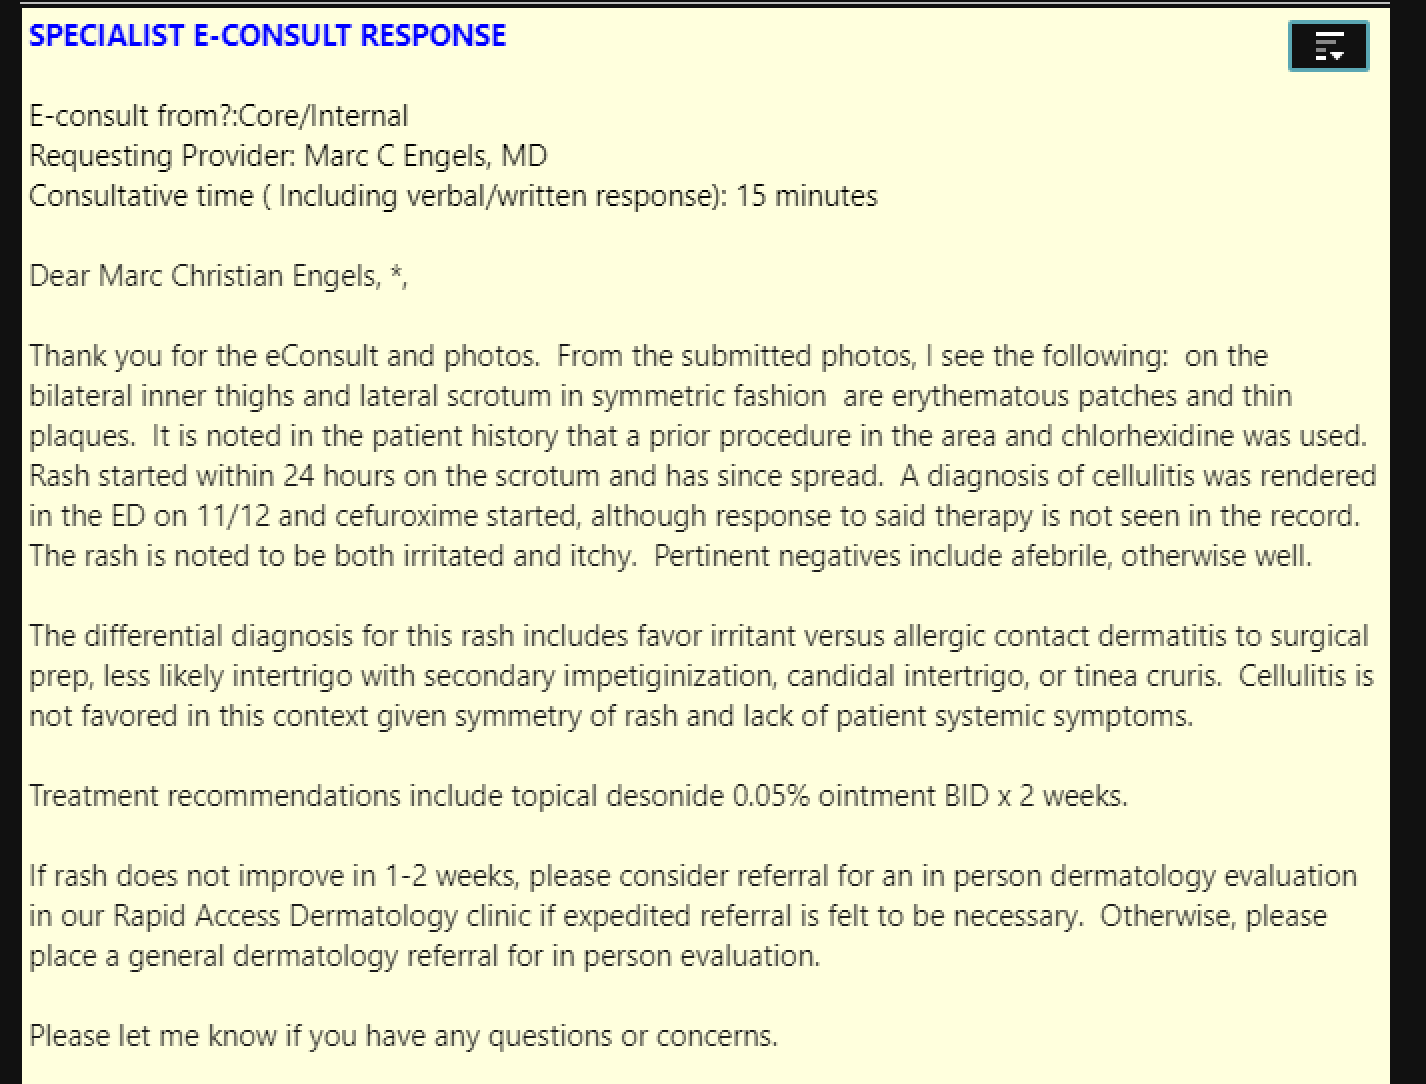 SPECIALIST E-CONSULT RESPONSE
E-consult from?:Core/Internal
Requesting Provider: Marc C Engels, MD
Consultative time ( Including verbal/written response): 15 minutes
Dear Marc Christian Engels, *,
Thank you for the eConsult and photos.  From the submitted photos, I see the following:  on the
bilateral inner thighs and lateral scrotum in symmetric fashion  are erythematous patches and thin
plaques.  It is noted in the patient history that a prior procedure in the area and chlorhexidine was used.
Rash started within 24 hours on the scrotum and has since spread.  A diagnosis of cellulitis was rendered
in the ED on 11/12 and cefuroxime started, although response to said therapy is not seen in the record.
The rash is noted to be both irritated and itchy.  Pertinent negatives include afebrile, otherwise well.
The differential diagnosis for this rash includes favor irritant versus allergic contact dermatitis to surgical
prep, less likely intertrigo with secondary impetiginization, candidal intertrigo, or tinea cruris.  Cellulitis is
not favored in this context given symmetry of rash and lack of patient systemic symptoms.
Treatment recommendations include topical desonide 0.05% ointment BID x 2 weeks.
If rash does not improve in 1-2 weeks, please consider referral for an in person dermatology evaluation
in our Rapid Access Dermatology clinic if expedited referral is felt to be necessary.  Otherwise, please
place a general dermatology referral for in person evaluation.
Please let me know if you have any questions or concerns.